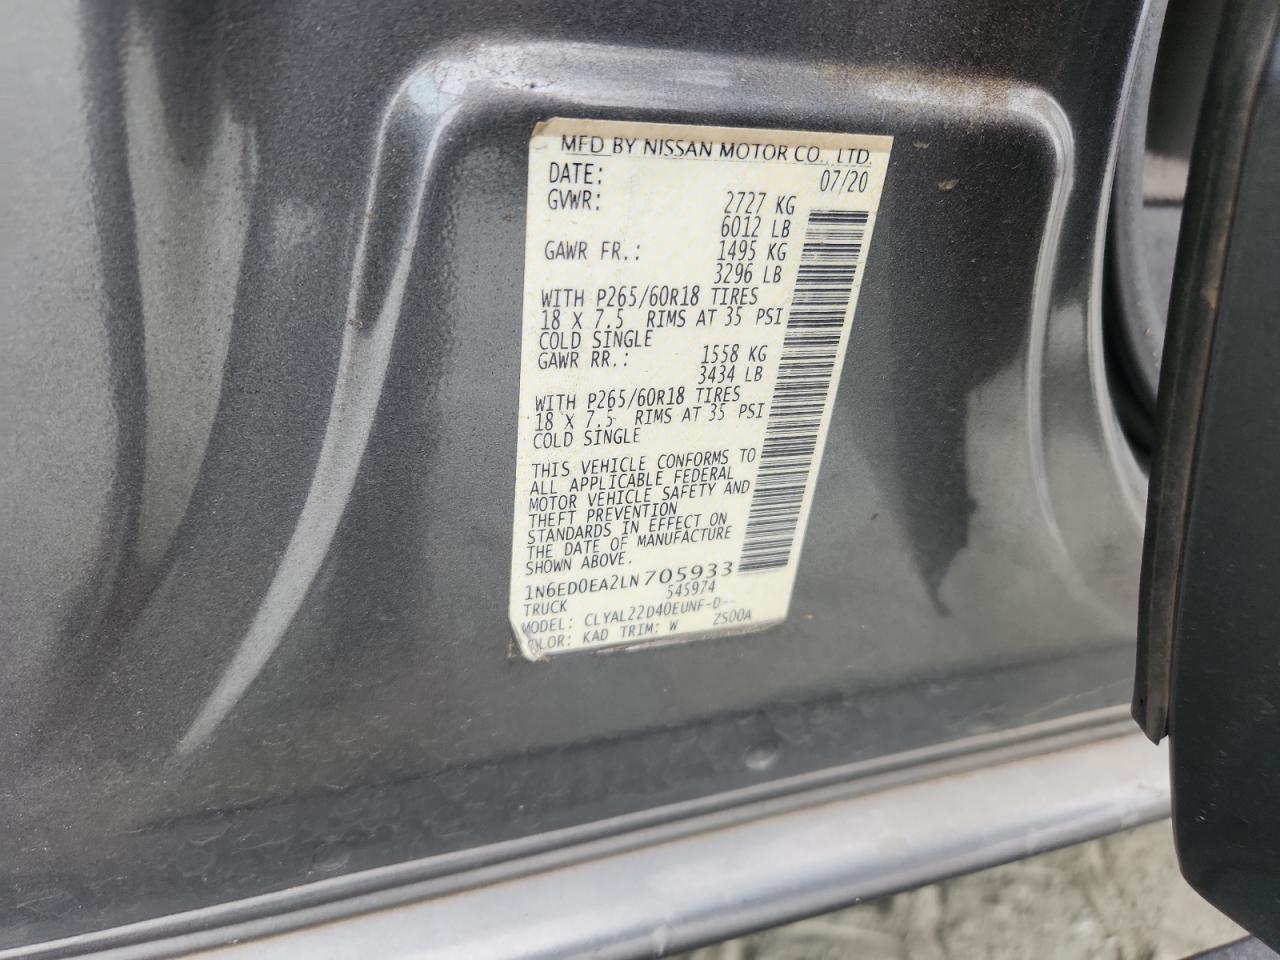 MFD BY NISSAN MOTOR CO., LTD.
DATE: 07/20
GVWR: 2727 KG
6012 LB
GAWR FR.: 1495 KG
3296 LB
WITH P265/60R18 TIRES
18 X 7.5 RIMS AT 35 PSI
COLD SINGLE
GAWR RR.: 1558 KG
3434 LB
WITH P265/60R18 TIRES
18 X 7.5 RIMS AT 35 PSI
COLD SINGLE
THIS VEHICLE CONFORMS TO
ALL APPLICABLE FEDERAL
MOTOR VEHICLE SAFETY AND
THEFT PREVENTION
STANDARDS IN EFFECT ON
THE DATE OF MANUFACTURE
SHOWN ABOVE.
1N6ED0EA2LN705933
TRUCK 545974
MODEL: CLYAL22D40EUNF-D--
COLOR: KAD TRIM: W ZS00A